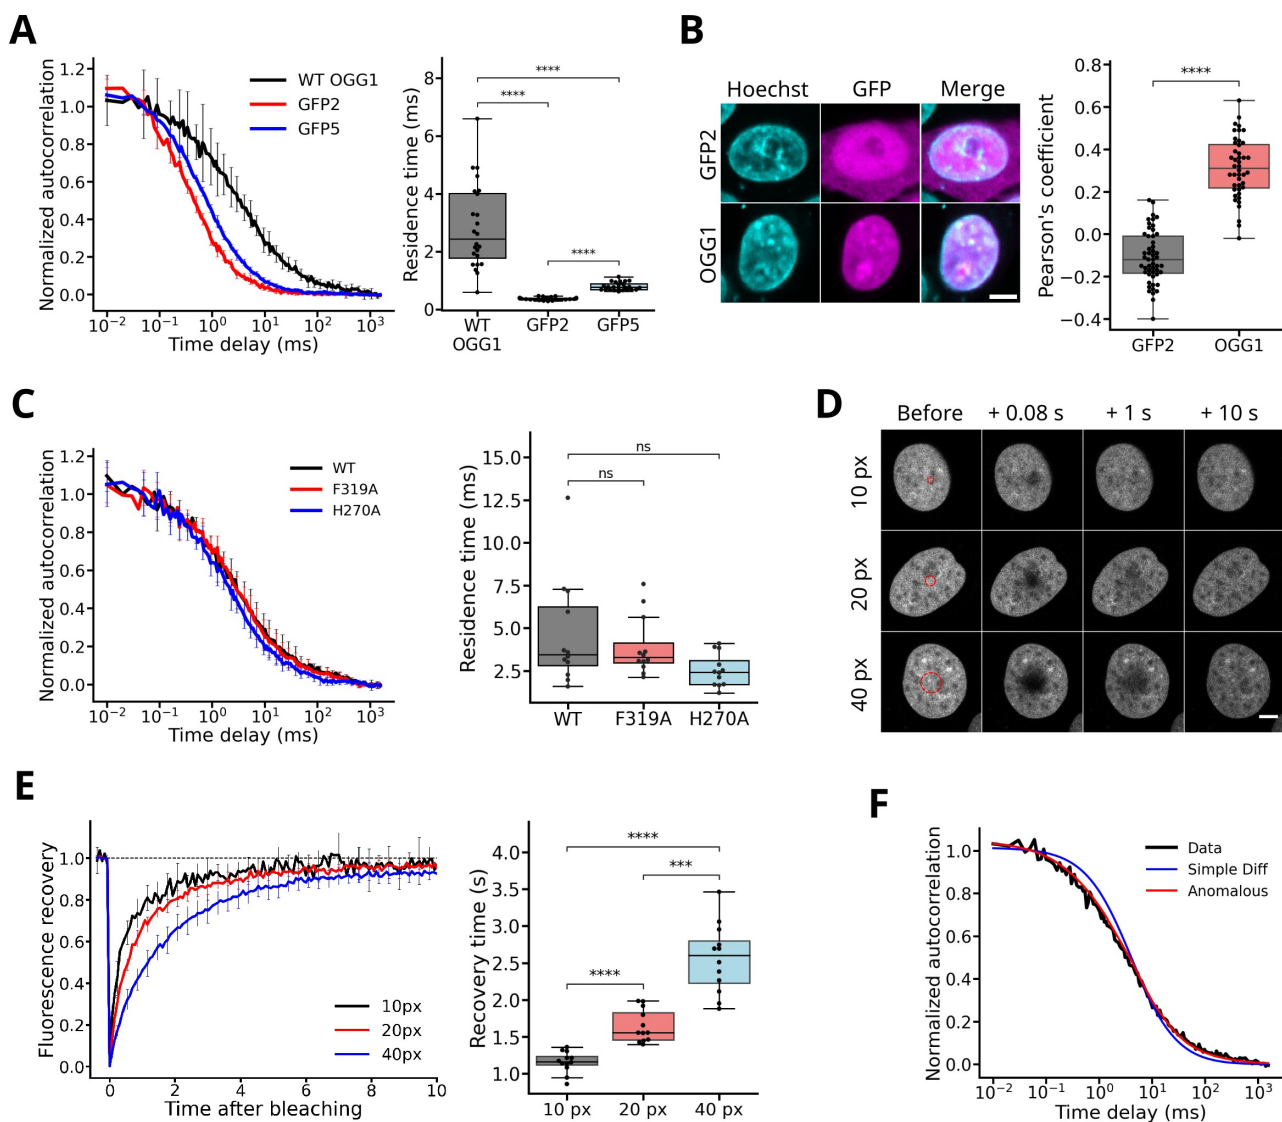 A
Normalized autocorrelation
1.2
1.0
0.8
0.6
0.4
0.2
0.0
10⁻² 10⁻¹ 10⁰ 10¹ 10² 10³
Time delay (ms)
WT OGG1
GFP2
GFP5
Residence time (ms)
8
6
4
2
0
****
****
****
WT OGG1
GFP2
GFP5
B
Hoechst GFP Merge
GFP2
OGG1
Pearson's coefficient
0.8
0.6
0.4
0.2
0.0
−0.2
−0.4
****
GFP2 OGG1
C
Normalized autocorrelation
1.2
1.0
0.8
0.6
0.4
0.2
0.0
10⁻² 10⁻¹ 10⁰ 10¹ 10² 10³
Time delay (ms)
WT
F319A
H270A
Residence time (ms)
15.0
12.5
10.0
7.5
5.0
2.5
ns
ns
WT F319A H270A
D
Before + 0.08 s + 1 s + 10 s
10 px
20 px
40 px
E
Fluorescence recovery
1.0
0.8
0.6
0.4
0.2
0.0
0 2 4 6 8 10
Time after bleaching
10px
20px
40px
Recovery time (s)
4.0
3.5
3.0
2.5
2.0
1.5
1.0
****
***
****
10 px 20 px 40 px
F
Normalized autocorrelation
1.0
0.8
0.6
0.4
0.2
0.0
10⁻² 10⁻¹ 10⁰ 10¹ 10² 10³
Time delay (ms)
Data
Simple Diff
Anomalous